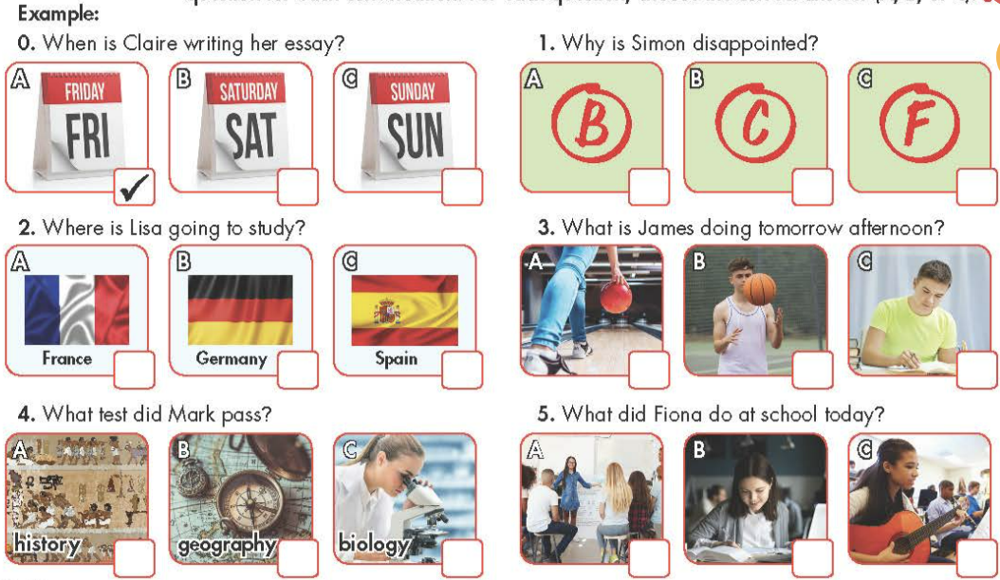 Example:
0. When is Claire writing her essay?
A
FRIDAY
FRI
B
SATURDAY
SAT
C
SUNDAY
SUN
1. Why is Simon disappointed?
A
B
B
C
C
F
2. Where is Lisa going to study?
A
France
B
Germany
C
Spain
3. What is James doing tomorrow afternoon?
A
B
C
4. What test did Mark pass?
A
history
B
geography
C
biology
5. What did Fiona do at school today?
A
B
C